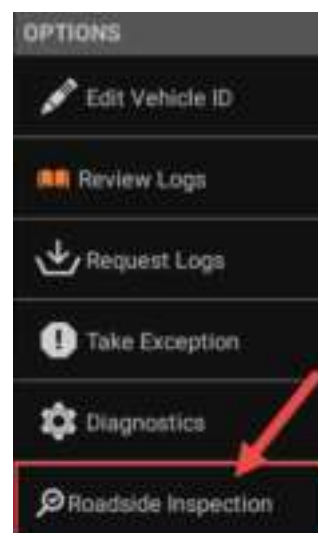 OPTIONS
Edit Vehicle ID
Review Logs
Request Logs
Take Exception
Diagnostics
Roadside Inspection